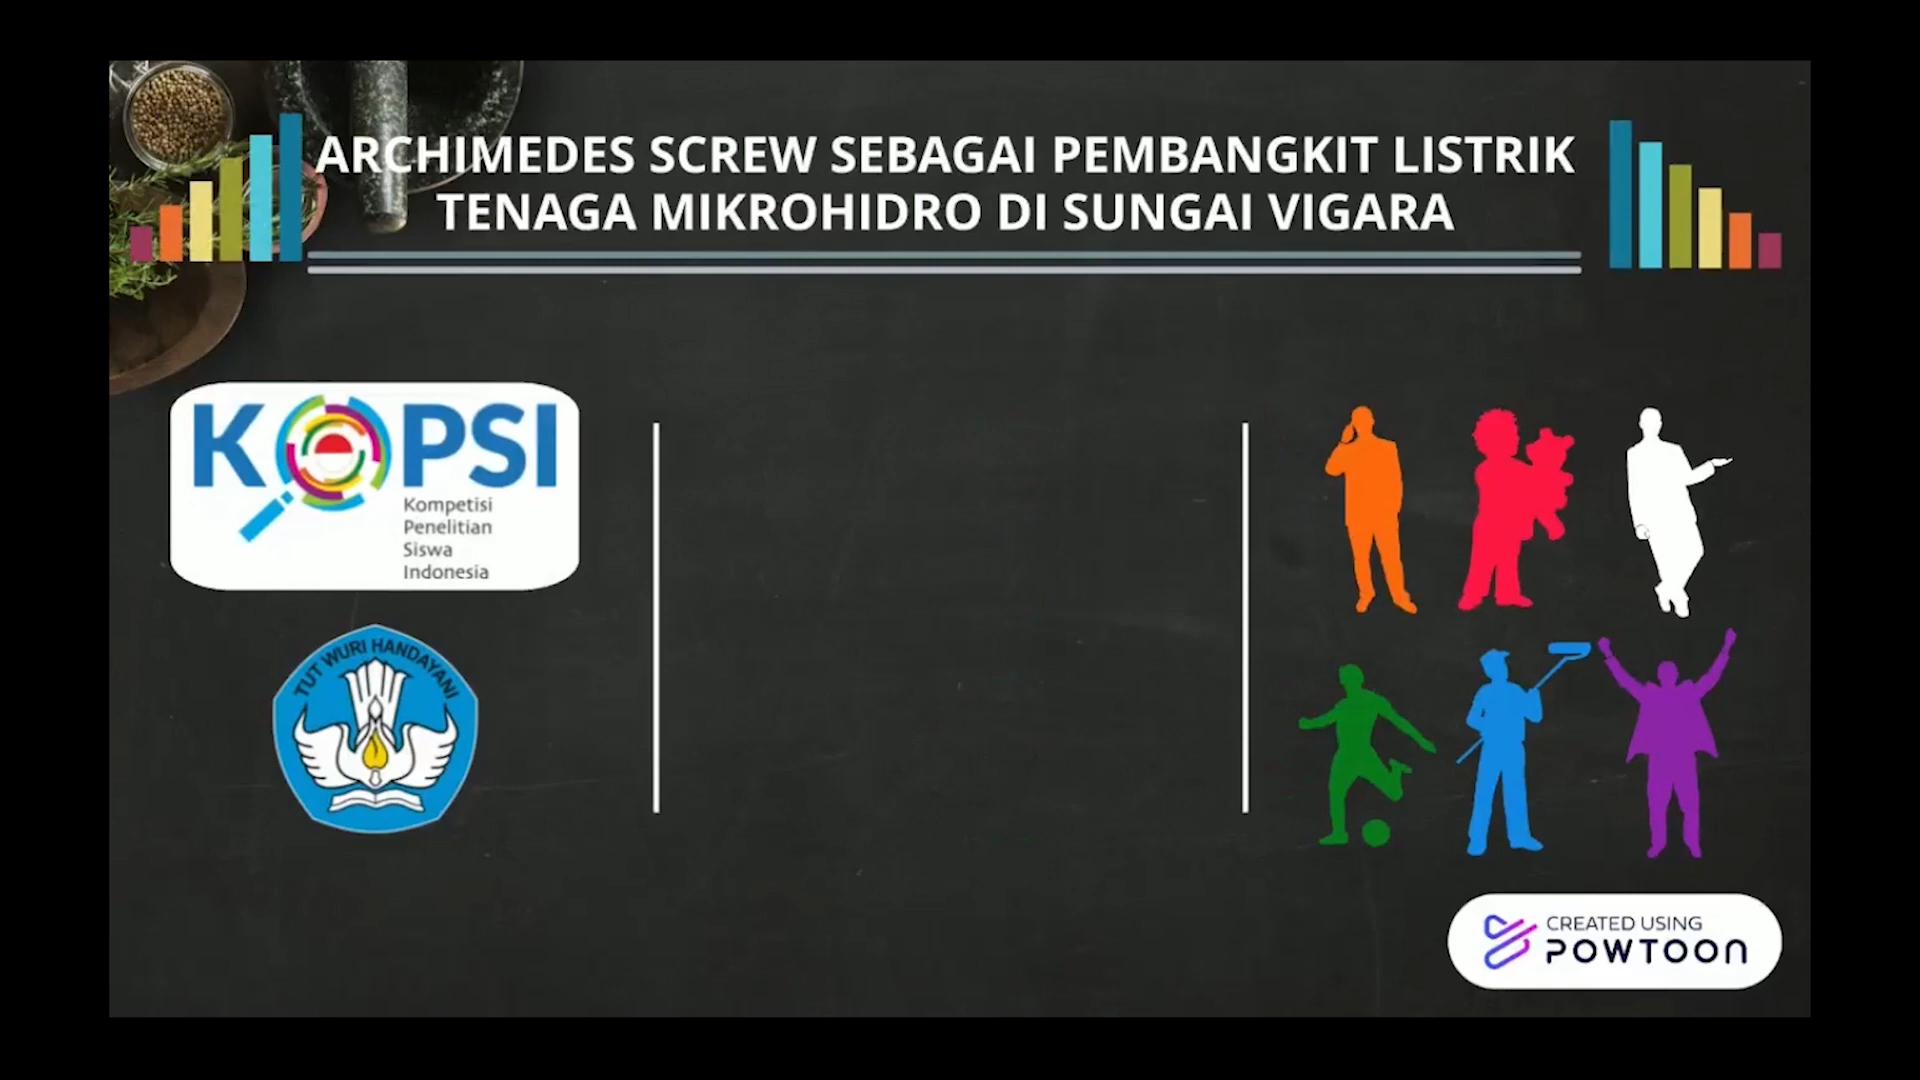 ARCHIMEDES SCREW SEBAGAI PEMBANGKIT LISTRIK
TENAGA MIKROHIDRO DI SUNGAI VIGARA
KOPSI
Kompetisi
Penelitian
Siswa
Indonesia
TUT WURI HANDAYANI
CREATED USING
POWTOON